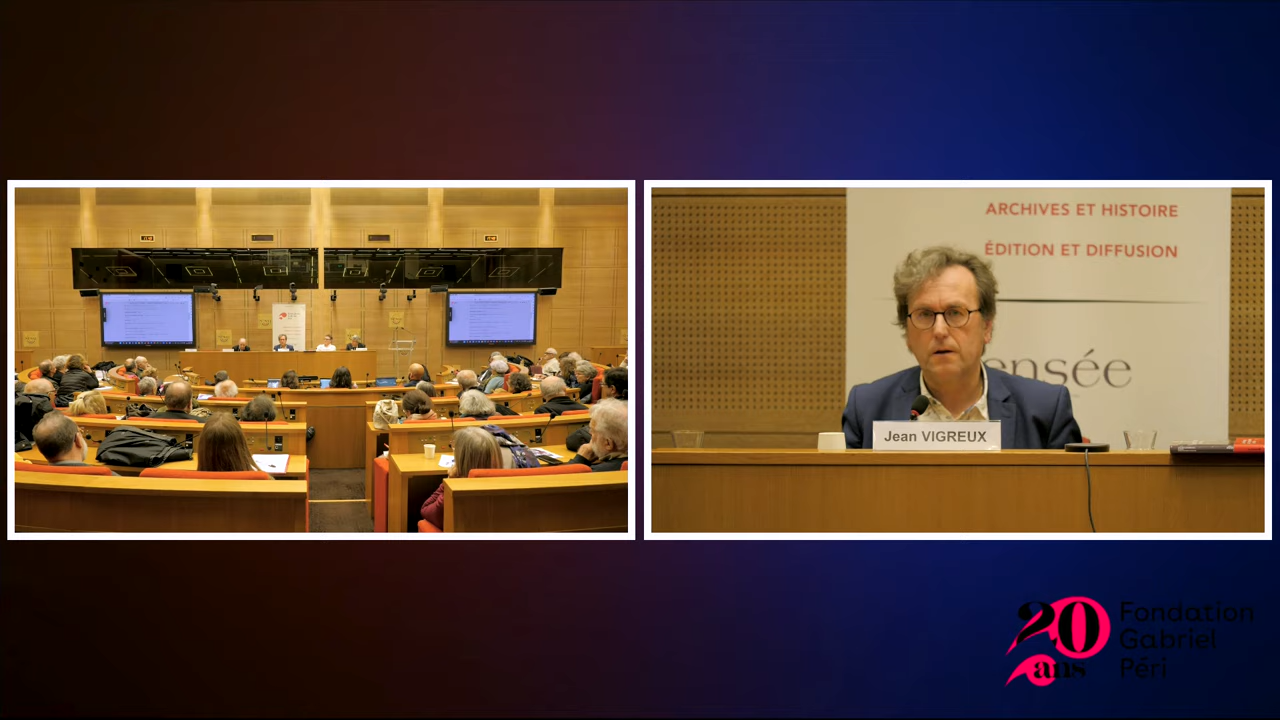 ARCHIVES ET HISTOIRE
ÉDITION ET DIFFUSION
ensée
Jean VIGREUX
20 ans
Fondation
Gabriel
Péri